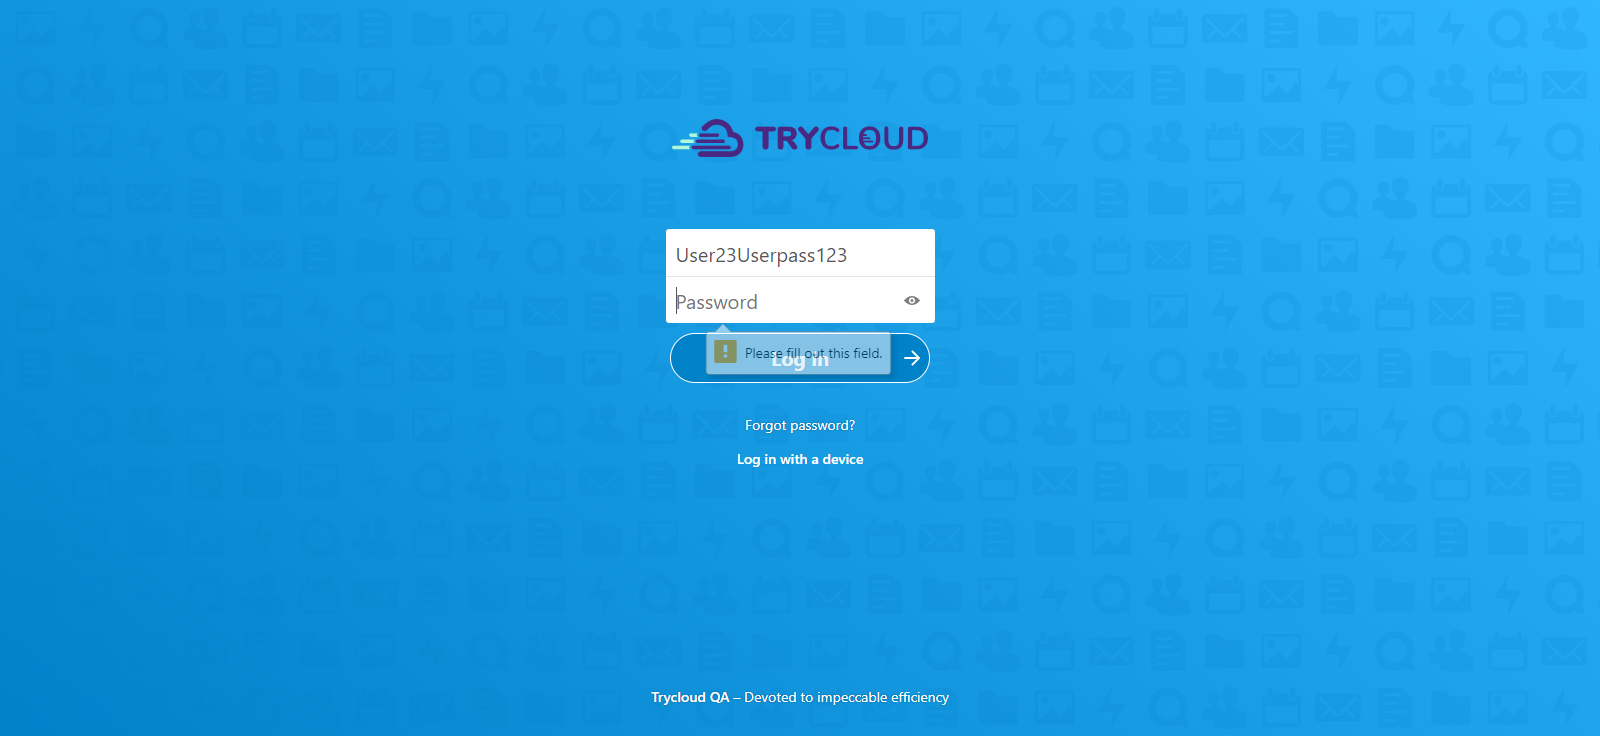 TRYCLOUD
User23Userpass123
Password
Please fill out this field.
Log in
Forgot password?
Log in with a device
Trycloud QA – Devoted to impeccable efficiency